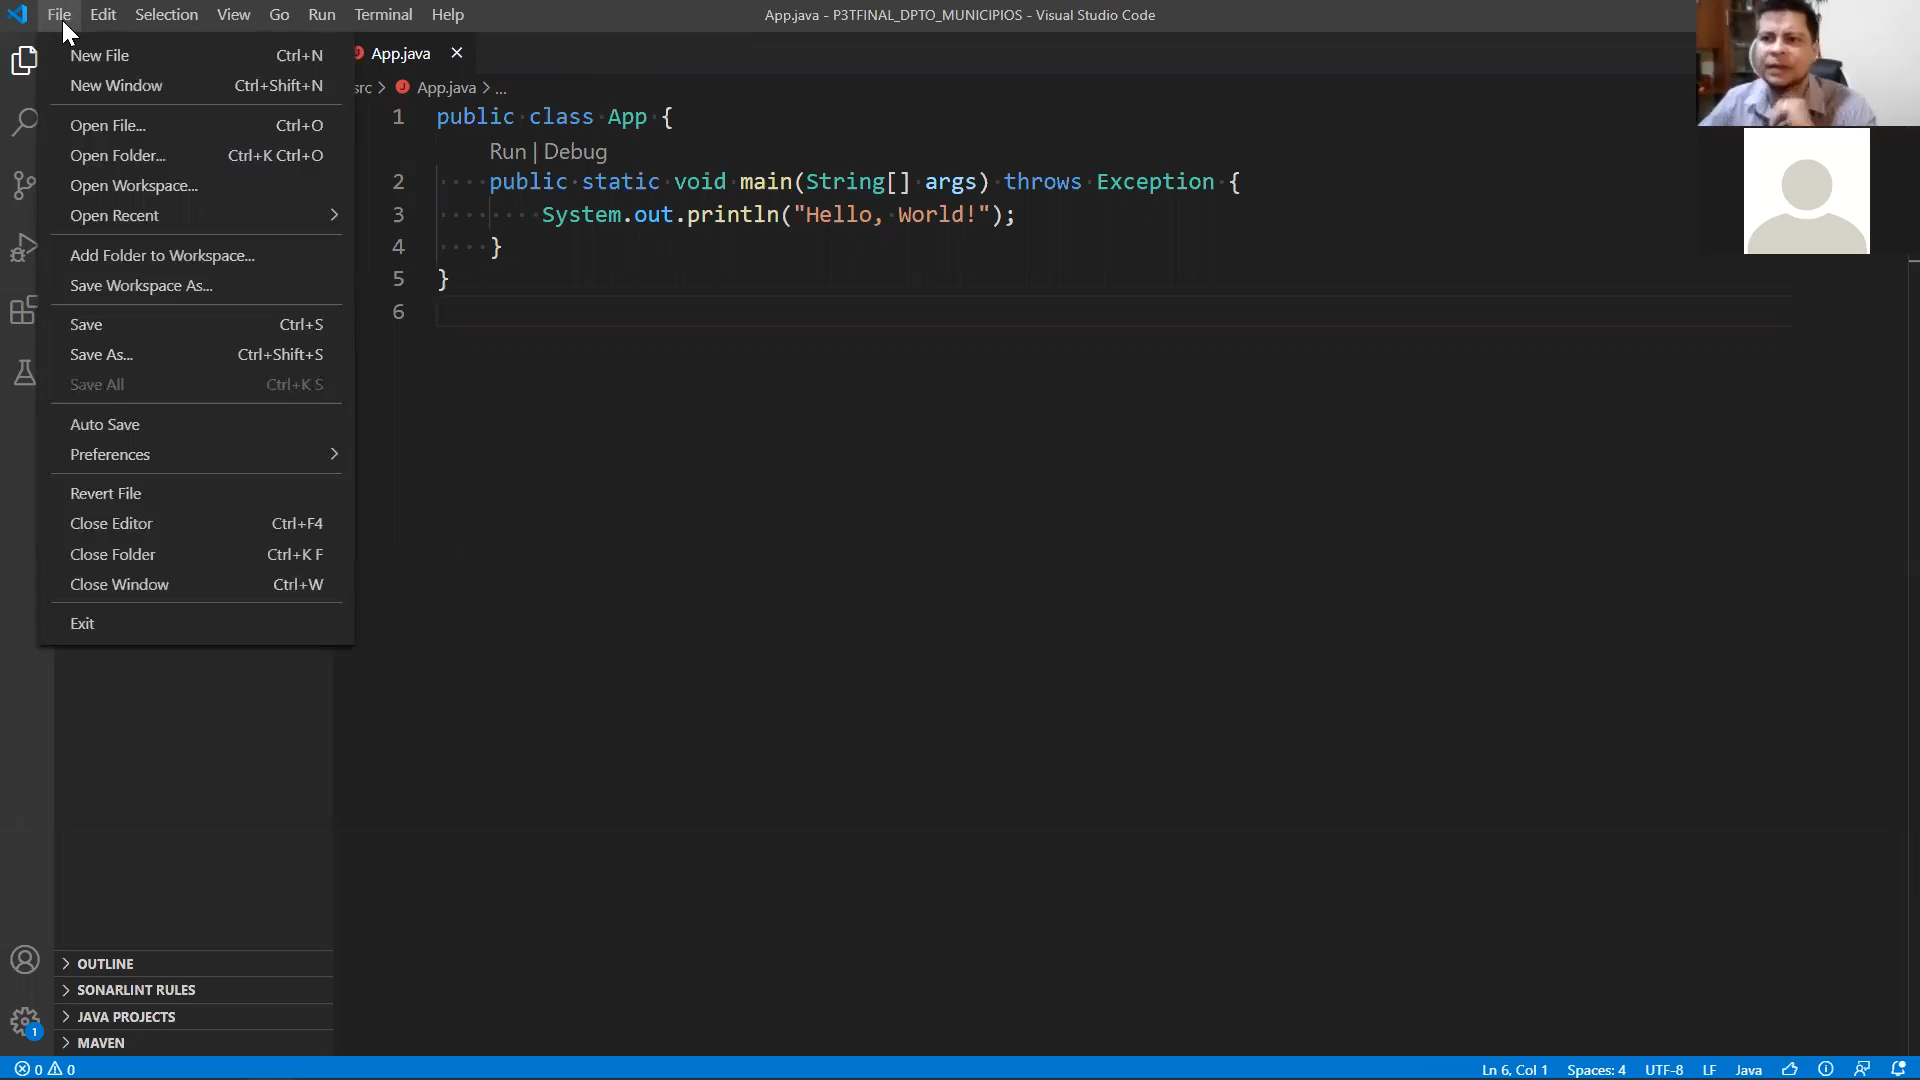 File Edit Selection View Go Run Terminal Help
App.java - P3TFINAL_DPTO_MUNICIPIOS - Visual Studio Code
New File Ctrl+N
New Window Ctrl+Shift+N
Open File... Ctrl+O
Open Folder... Ctrl+K Ctrl+O
Open Workspace...
Open Recent
Add Folder to Workspace...
Save Workspace As...
Save Ctrl+S
Save As... Ctrl+Shift+S
Save All Ctrl+K S
Auto Save
Preferences
Revert File
Close Editor Ctrl+F4
Close Folder Ctrl+K F
Close Window Ctrl+W
Exit
App.java
src > App.java > ...
1 public class App {
Run | Debug
2 public static void main(String[] args) throws Exception {
3 System.out.println("Hello, World!");
4 }
5 }
6
OUTLINE
SONARLINT RULES
JAVA PROJECTS
MAVEN
1
0 0
Ln 6, Col 1 Spaces: 4 UTF-8 LF Java